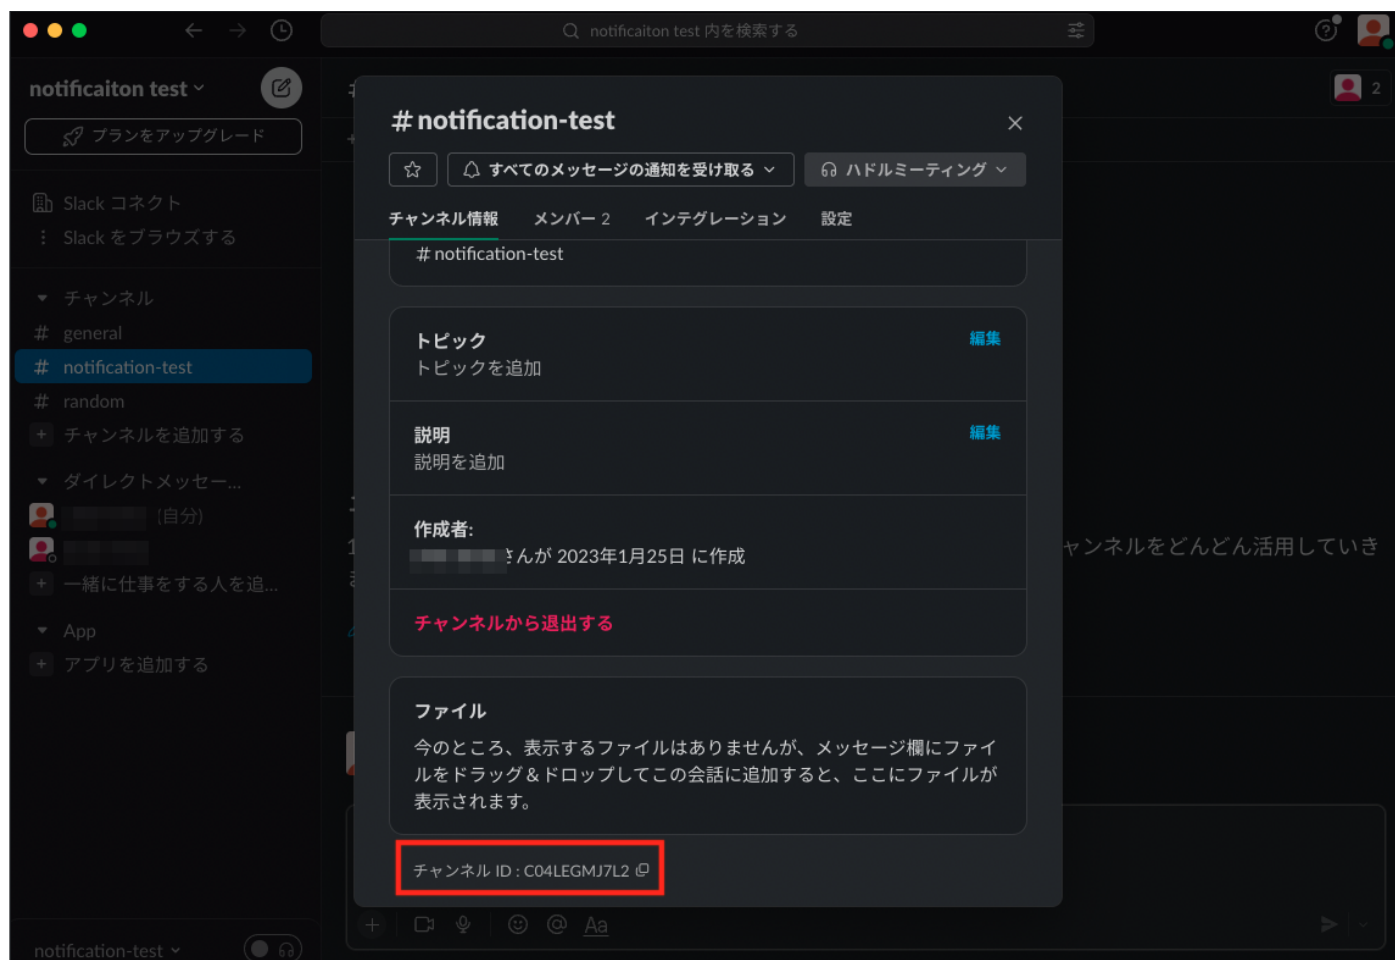 notificaiton test 内を検索する
notificaiton test
プランをアップグレード
Slack コネクト
Slack をブラウズする
チャンネル
# general
# notification-test
# random
+ チャンネルを追加する
ダイレクトメッセー...
(自分)
+ 一緒に仕事をする人を追...
App
+ アプリを追加する
notification-test
2
# notification-test
すべてのメッセージの通知を受け取る
ハドルミーティング
チャンネル情報 メンバー 2 インテグレーション 設定
# notification-test
トピック 編集
トピックを追加
説明 編集
説明を追加
作成者:
さんが 2023年1月25日 に作成
チャンネルから退出する
ファイル
今のところ、表示するファイルはありませんが、メッセージ欄にファイ
ルをドラッグ＆ドロップしてこの会話に追加すると、ここにファイルが
表示されます。
チャンネル ID : C04LEGMJ7L2
ャンネルをどんどん活用していき
Aa